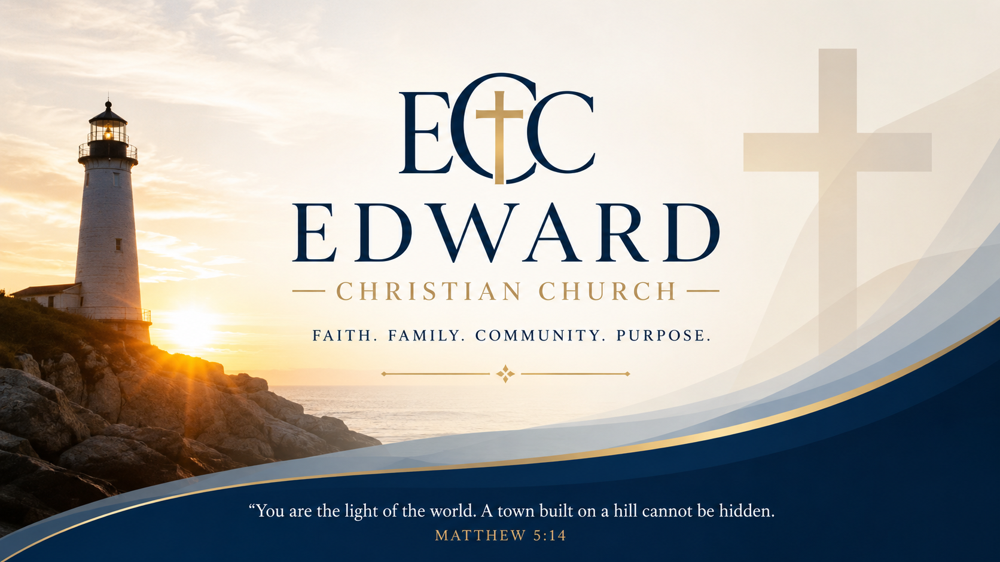 ECC
EDWARD
CHRISTIAN CHURCH
FAITH. FAMILY. COMMUNITY. PURPOSE.
“You are the light of the world. A town built on a hill cannot be hidden.
MATTHEW 5:14